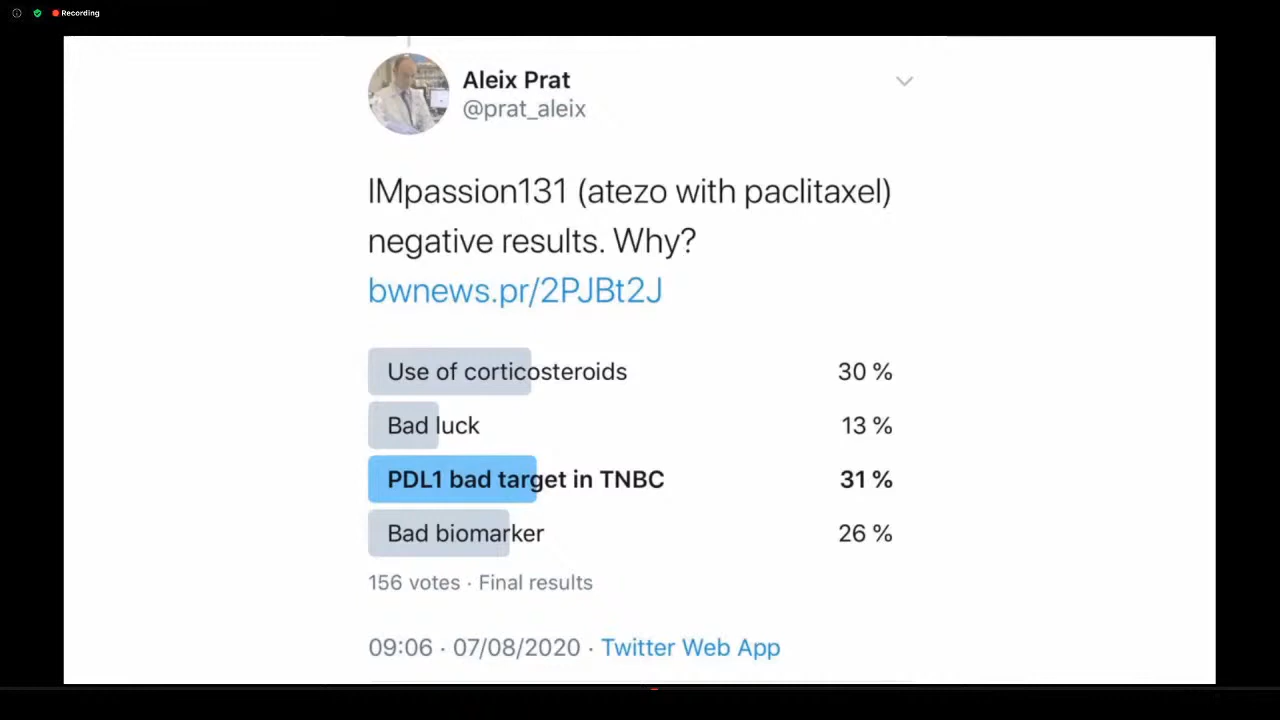 Recording
Aleix Prat
@prat_aleix
IMpassion131 (atezo with paclitaxel)
negative results. Why?
bwnews.pr/2PJBt2J
Use of corticosteroids 30 %
Bad luck 13 %
PDL1 bad target in TNBC 31 %
Bad biomarker 26 %
156 votes · Final results
09:06 · 07/08/2020 · Twitter Web App